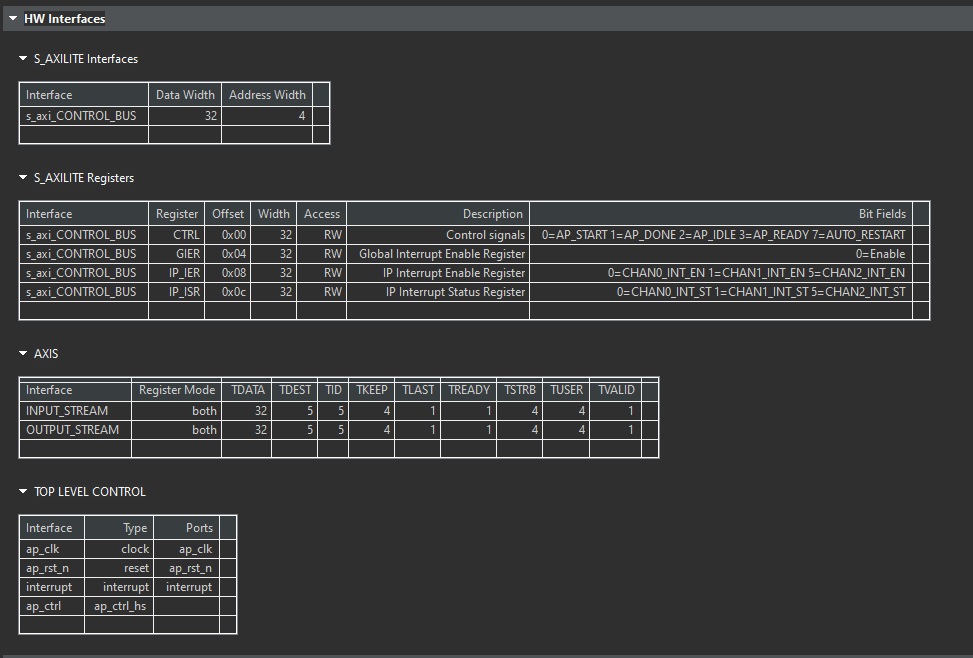 HW Interfaces
S_AXILITE Interfaces
Interface Data Width Address Width
s_axi_CONTROL_BUS 32 4
S_AXILITE Registers
Interface Register Offset Width Access Description Bit Fields
s_axi_CONTROL_BUS CTRL 0x00 32 RW Control signals 0=AP_START 1=AP_DONE 2=AP_IDLE 3=AP_READY 7=AUTO_RESTART
s_axi_CONTROL_BUS GIER 0x04 32 RW Global Interrupt Enable Register 0=Enable
s_axi_CONTROL_BUS IP_IER 0x08 32 RW IP Interrupt Enable Register 0=CHAN0_INT_EN 1=CHAN1_INT_EN 5=CHAN2_INT_EN
s_axi_CONTROL_BUS IP_ISR 0x0c 32 RW IP Interrupt Status Register 0=CHAN0_INT_ST 1=CHAN1_INT_ST 5=CHAN2_INT_ST
AXIS
Interface Register Mode TDATA TDEST TID TKEEP TLAST TREADY TSTRB TUSER TVALID
INPUT_STREAM both 32 5 5 4 1 1 4 4 1
OUTPUT_STREAM both 32 5 5 4 1 1 4 4 1
TOP LEVEL CONTROL
Interface Type Ports
ap_clk clock ap_clk
ap_rst_n reset ap_rst_n
interrupt interrupt interrupt
ap_ctrl ap_ctrl_hs